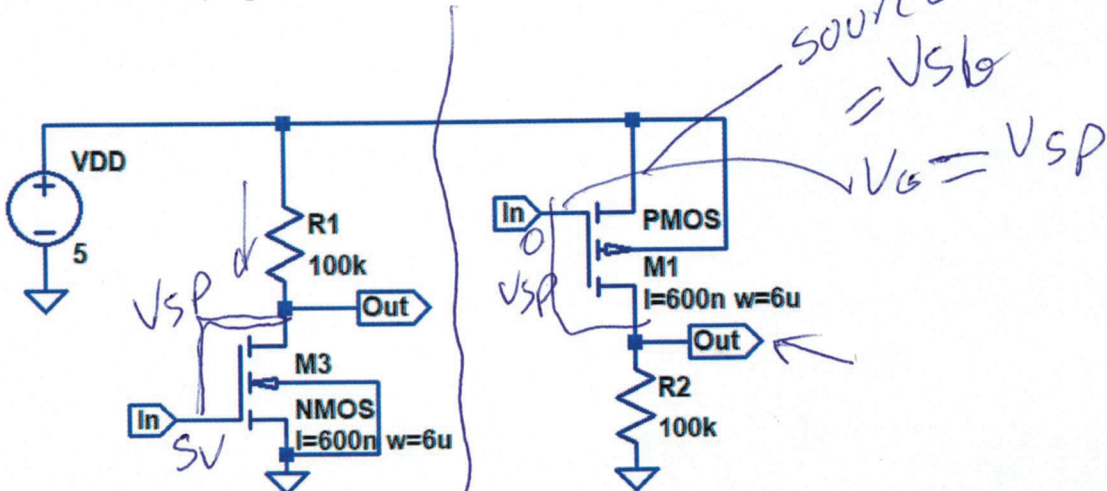 source
= VSG
VG = VSP
VDD
5
R1
100k
VSP
Out
M3
NMOS
l=600n w=6u
In
5V
In
0
VSP
PMOS
M1
l=600n w=6u
Out
R2
100k